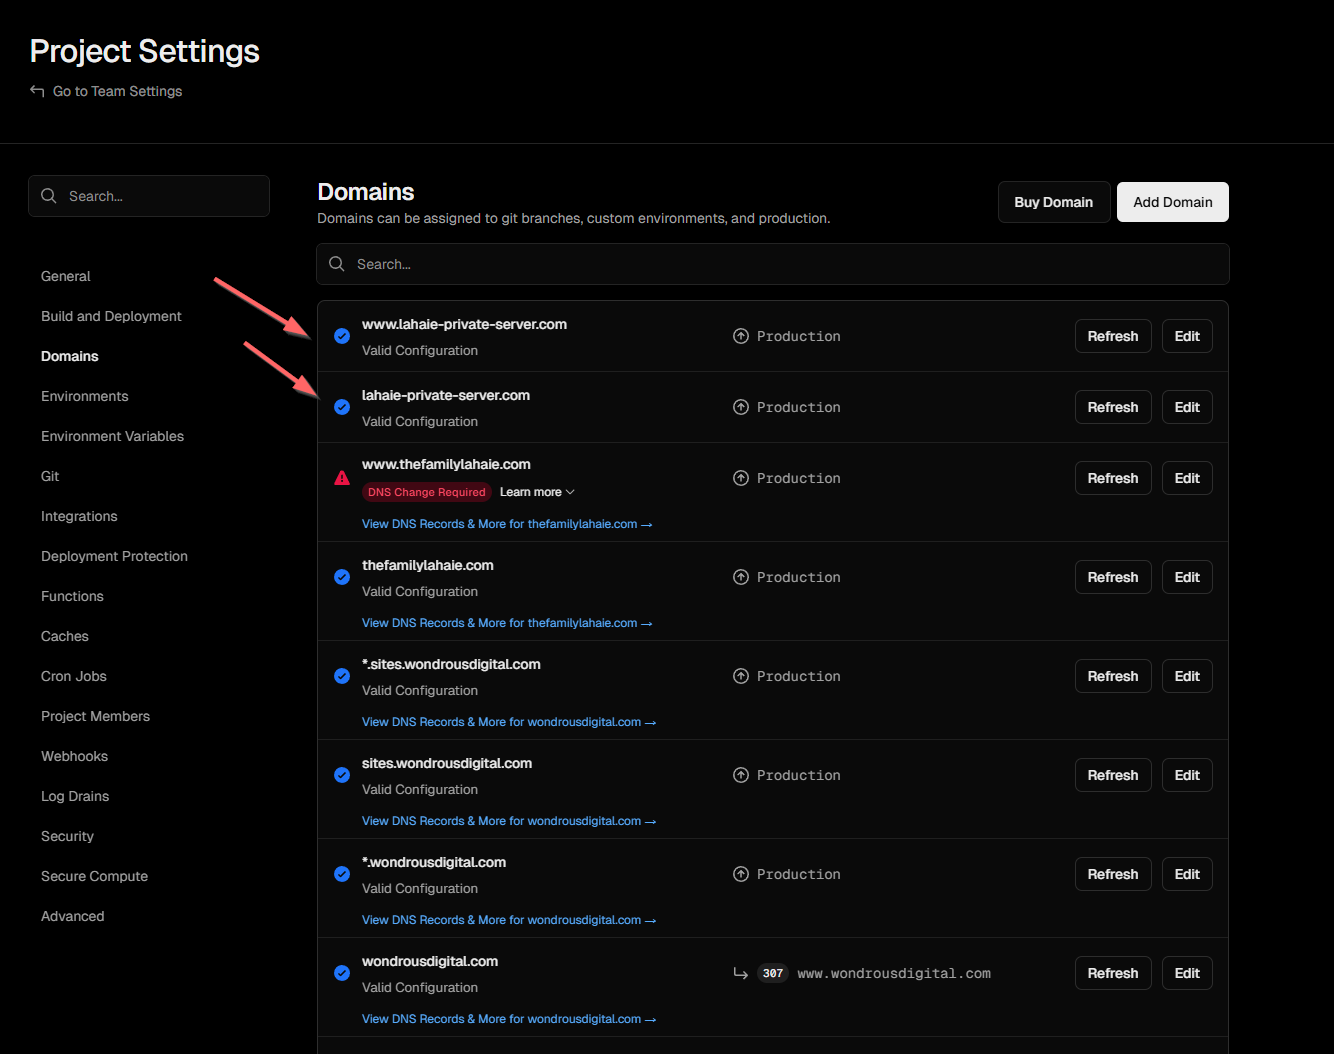 Project Settings
Go to Team Settings
Search...
General
Build and Deployment
Domains
Environments
Environment Variables
Git
Integrations
Deployment Protection
Functions
Caches
Cron Jobs
Project Members
Webhooks
Log Drains
Security
Secure Compute
Advanced
Domains
Domains can be assigned to git branches, custom environments, and production.
Buy Domain
Add Domain
Search...
www.lahaie-private-server.com
Valid Configuration
Production
Refresh
Edit
lahaie-private-server.com
Valid Configuration
Production
Refresh
Edit
www.thefamilylahaie.com
DNS Change Required
Learn more
View DNS Records & More for thefamilylahaie.com →
Production
Refresh
Edit
thefamilylahaie.com
Valid Configuration
View DNS Records & More for thefamilylahaie.com →
Production
Refresh
Edit
*.sites.wondrousdigital.com
Valid Configuration
View DNS Records & More for wondrousdigital.com →
Production
Refresh
Edit
sites.wondrousdigital.com
Valid Configuration
View DNS Records & More for wondrousdigital.com →
Production
Refresh
Edit
*.wondrousdigital.com
Valid Configuration
View DNS Records & More for wondrousdigital.com →
Production
Refresh
Edit
wondrousdigital.com
Valid Configuration
View DNS Records & More for wondrousdigital.com →
307 www.wondrousdigital.com
Refresh
Edit